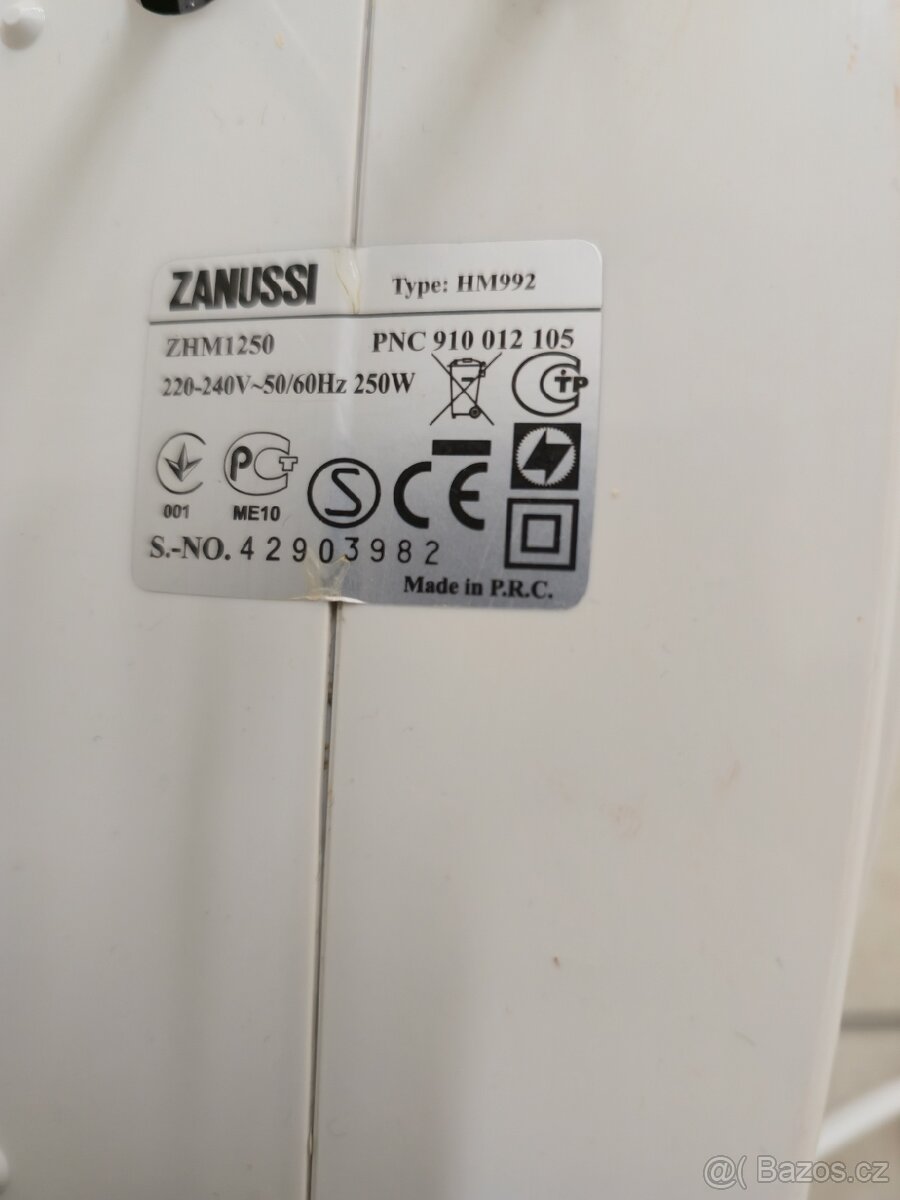 ZANUSSI Type: HM992
ZHM1250 PNC 910 012 105
220-240V~50/60Hz 250W
001 ME10
S
CE
S.-NO. 42903982
Made in P.R.C.
@( Bazos.cz